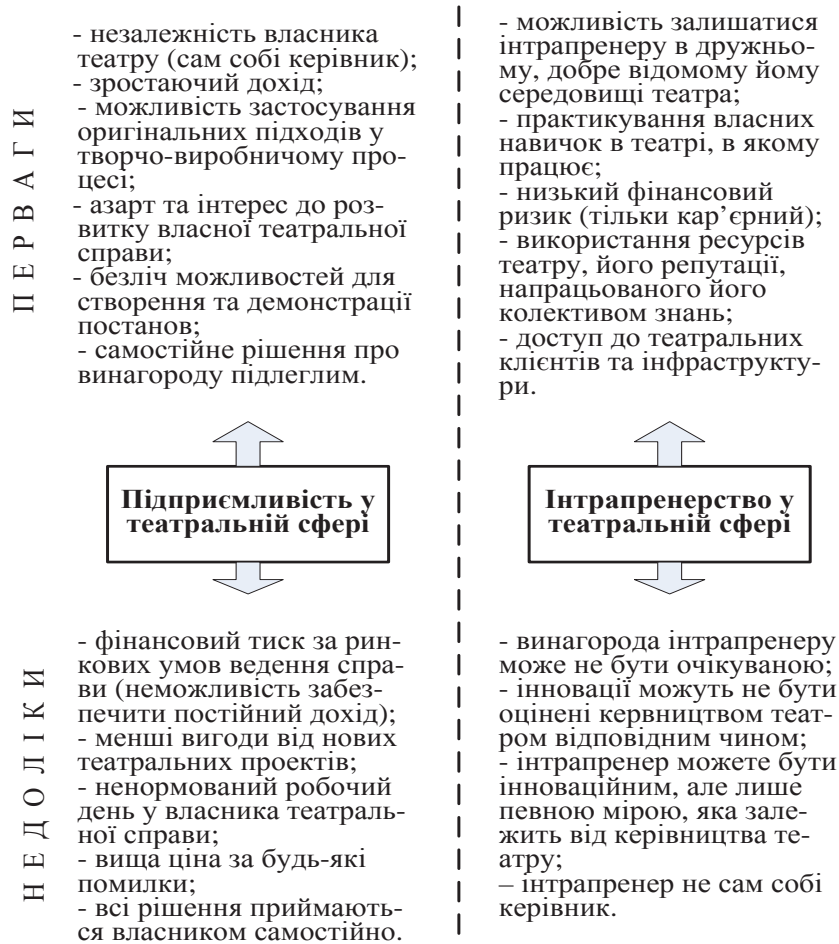 ПЕРВАГИ
- незалежність власника
театру (сам собі керівник);
- зростаючий дохід;
- можливість застосування
оригінальних підходів у
творчо-виробничому про-
цесі;
- азарт та інтерес до роз-
витку власної театральної
справи;
- безліч можливостей для
створення та демонстрації
постанов;
- самостійне рішення про
винагороду підлеглим.
- можливість залишатися
інтрапренеру в дружньо-
му, добре відомому йому
середовищі театра;
- практикування власних
навичок в театрі, в якому
працює;
- низький фінансовий
ризик (тільки кар’єрний);
- використання ресурсів
театру, його репутації,
напрацьованого його
колективом знань;
- доступ до театральних
клієнтів та інфраструкту-
ри.
Підприємливість у
театральній сфері
Інтрапренерство у
театральній сфері
НЕДОЛІКИ
- фінансовий тиск за рин-
кових умов ведення спра-
ви (неможливість забез-
печити постійний дохід);
- менші вигоди від нових
театральних проектів;
- ненормований робочий
день у власника театраль-
ної справи;
- вища ціна за будь-які
помилки;
- всі рішення приймають-
ся власником самостійно.
- винагорода інтрапренеру
може не бути очікуваною;
- інновації можуть не бути
оцінені кервництвом теат-
ром відповідним чином;
- інтрапренер можете бути
інноваційним, але лише
певною мірою, яка зале-
жить від керівництва те-
атру;
– інтрапренер не сам собі
керівник.